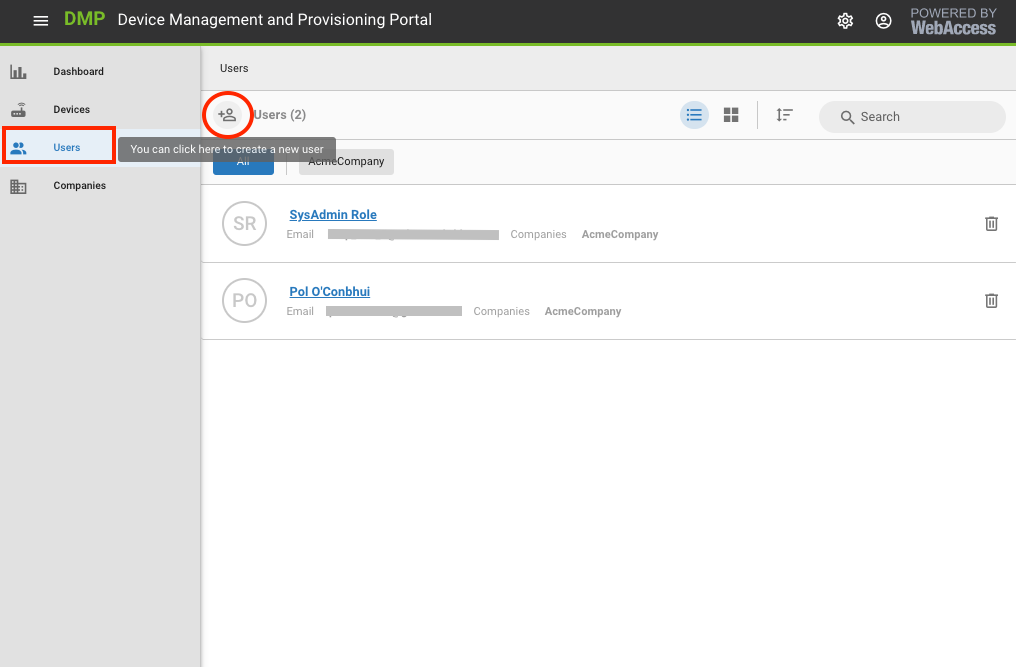 DMP Device Management and Provisioning Portal
POWERED BY
WebAccess
Dashboard
Devices
Users
Companies
Users
Users (2)
Search
You can click here to create a new user
All
AcmeCompany
SR
SysAdmin Role
Email
Companies AcmeCompany
PO
Pol O'Conbhui
Email
Companies AcmeCompany